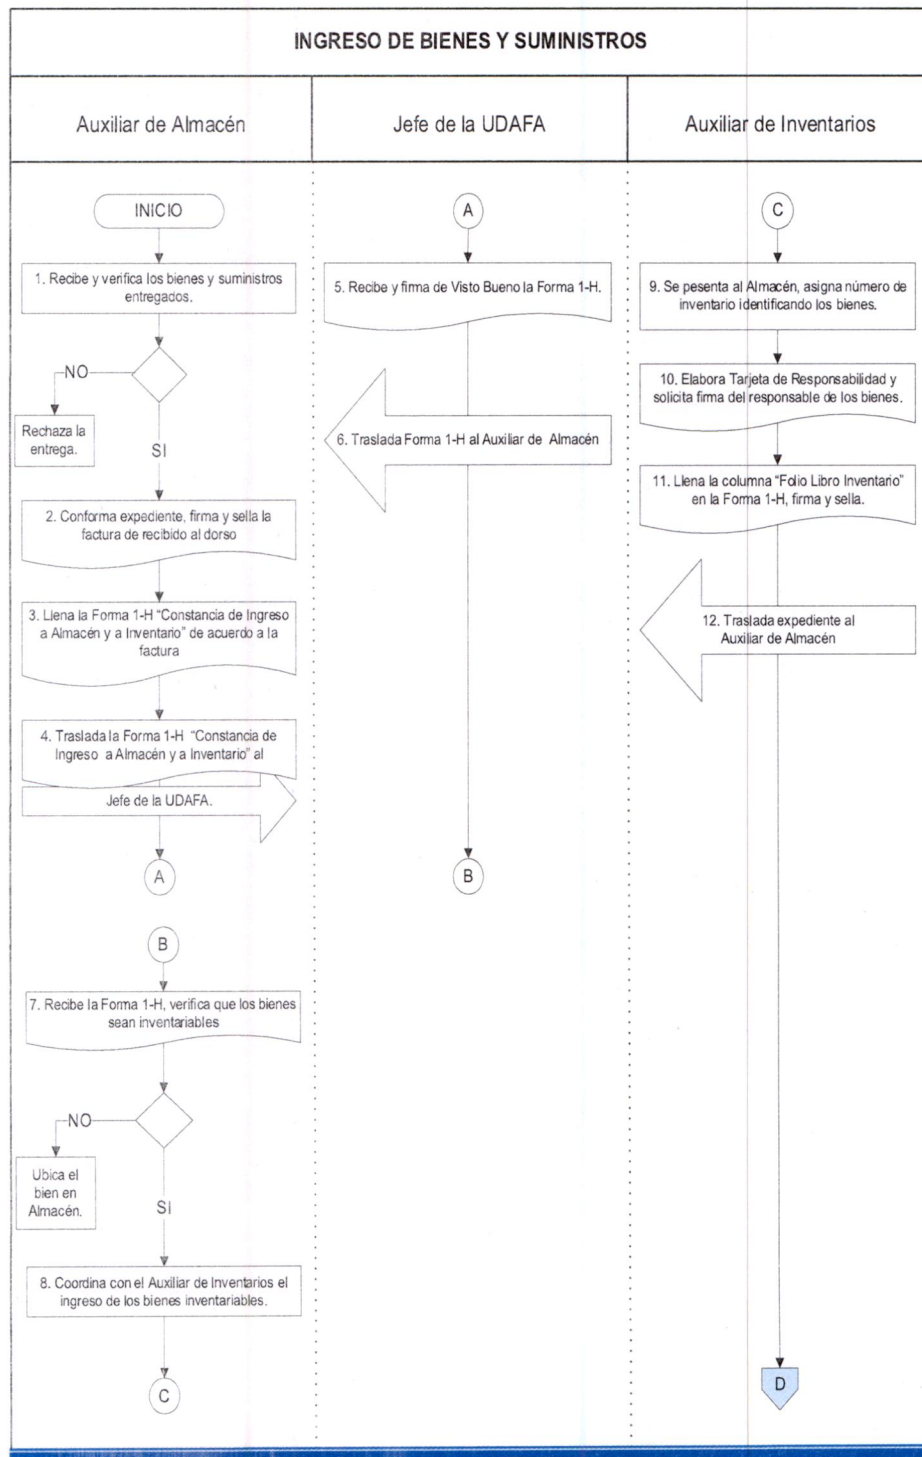 INGRESO DE BIENES Y SUMINISTROS
Auxiliar de Almacén
Jefe de la UDAFA
Auxiliar de Inventarios
INICIO
1. Recibe y verifica los bienes y suministros
entregados.
NO
Rechaza la
entrega.
SI
2. Conforma expediente, firma y sella la
factura de recibido al dorso
3. Llena la Forma 1-H “Constancia de Ingreso
a Almacén y a Inventario” de acuerdo a la
factura
4. Traslada la Forma 1-H “Constancia de
Ingreso a Almacén y a Inventario” al
Jefe de la UDAFA.
A
B
7. Recibe la Forma 1-H, verifica que los bienes
sean inventariables
NO
Ubica el
bien en
Almacén.
SI
8. Coordina con el Auxiliar de Inventarios el
ingreso de los bienes inventariables.
C
A
5. Recibe y firma de Visto Bueno la Forma 1-H.
6. Traslada Forma 1-H al Auxiliar de Almacén
B
C
9. Se pesenta al Almacén, asigna número de
inventario identificando los bienes.
10. Elabora Tarjeta de Responsabilidad y
solicita firma del responsable de los bienes.
11. Llena la columna “Folio Libro Inventario”
en la Forma 1-H, firma y sella.
12. Traslada expediente al
Auxiliar de Almacén
D